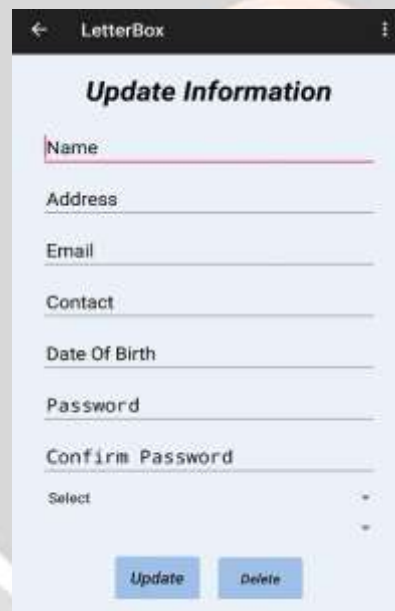 LetterBox
Update Information
Name
Address
Email
Contact
Date Of Birth
Password
Confirm Password
Select
Update Delete